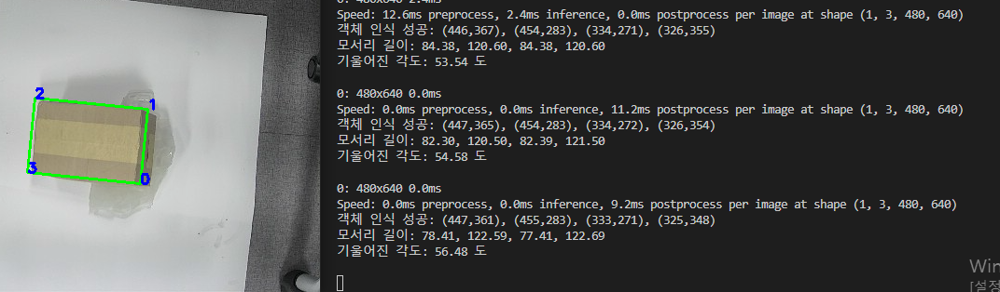 2
1
3
0
0: 480x640 2.4ms
Speed: 12.6ms preprocess, 2.4ms inference, 0.0ms postprocess per image at shape (1, 3, 480, 640)
객체 인식 성공: (446,367), (454,283), (334,271), (326,355)
모서리 길이: 84.38, 120.60, 84.38, 120.60
기울어진 각도: 53.54 도
0: 480x640 0.0ms
Speed: 0.0ms preprocess, 0.0ms inference, 11.2ms postprocess per image at shape (1, 3, 480, 640)
객체 인식 성공: (447,365), (454,283), (334,272), (326,354)
모서리 길이: 82.30, 120.50, 82.39, 121.50
기울어진 각도: 54.58 도
0: 480x640 0.0ms
Speed: 0.0ms preprocess, 0.0ms inference, 9.2ms postprocess per image at shape (1, 3, 480, 640)
객체 인식 성공: (447,361), (455,283), (333,271), (325,348)
모서리 길이: 78.41, 122.59, 77.41, 122.69
기울어진 각도: 56.48 도
Win
[설정